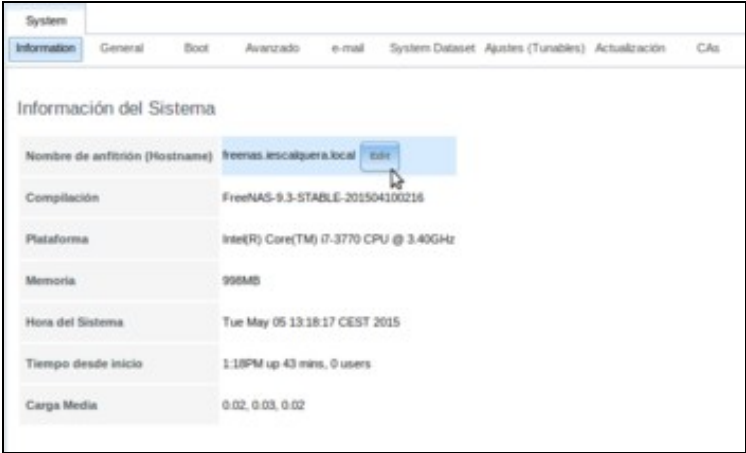 System
Information General Boot Avanzado e-mail System Dataset Ajustes (Tunables) Actualización CAs
Información del Sistema
Nombre de anfitrión (Hostname) freenas.iescalquera.local Edit
Compilación FreeNAS-9.3-STABLE-201504100216
Plataforma Intel(R) Core(TM) i7-3770 CPU @ 3.40GHz
Memoria 998MB
Hora del Sistema Tue May 05 13:18:17 CEST 2015
Tiempo desde inicio 1:18PM up 43 mins, 0 users
Carga Media 0.02, 0.03, 0.02